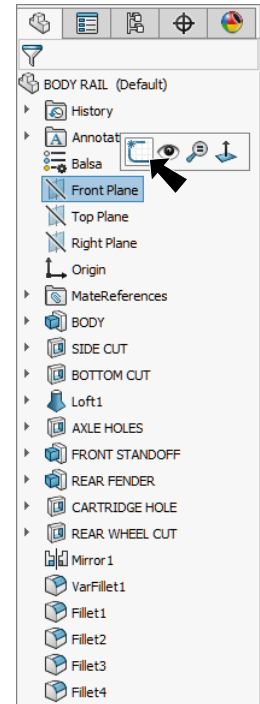 BODY RAIL (Default)
History
A Annotat
Balsa
Front Plane
Top Plane
Right Plane
Origin
MateReferences
BODY
SIDE CUT
BOTTOM CUT
Loft1
AXLE HOLES
FRONT STANDOFF
REAR FENDER
CARTRIDGE HOLE
REAR WHEEL CUT
Mirror1
VarFillet1
Fillet1
Fillet2
Fillet3
Fillet4